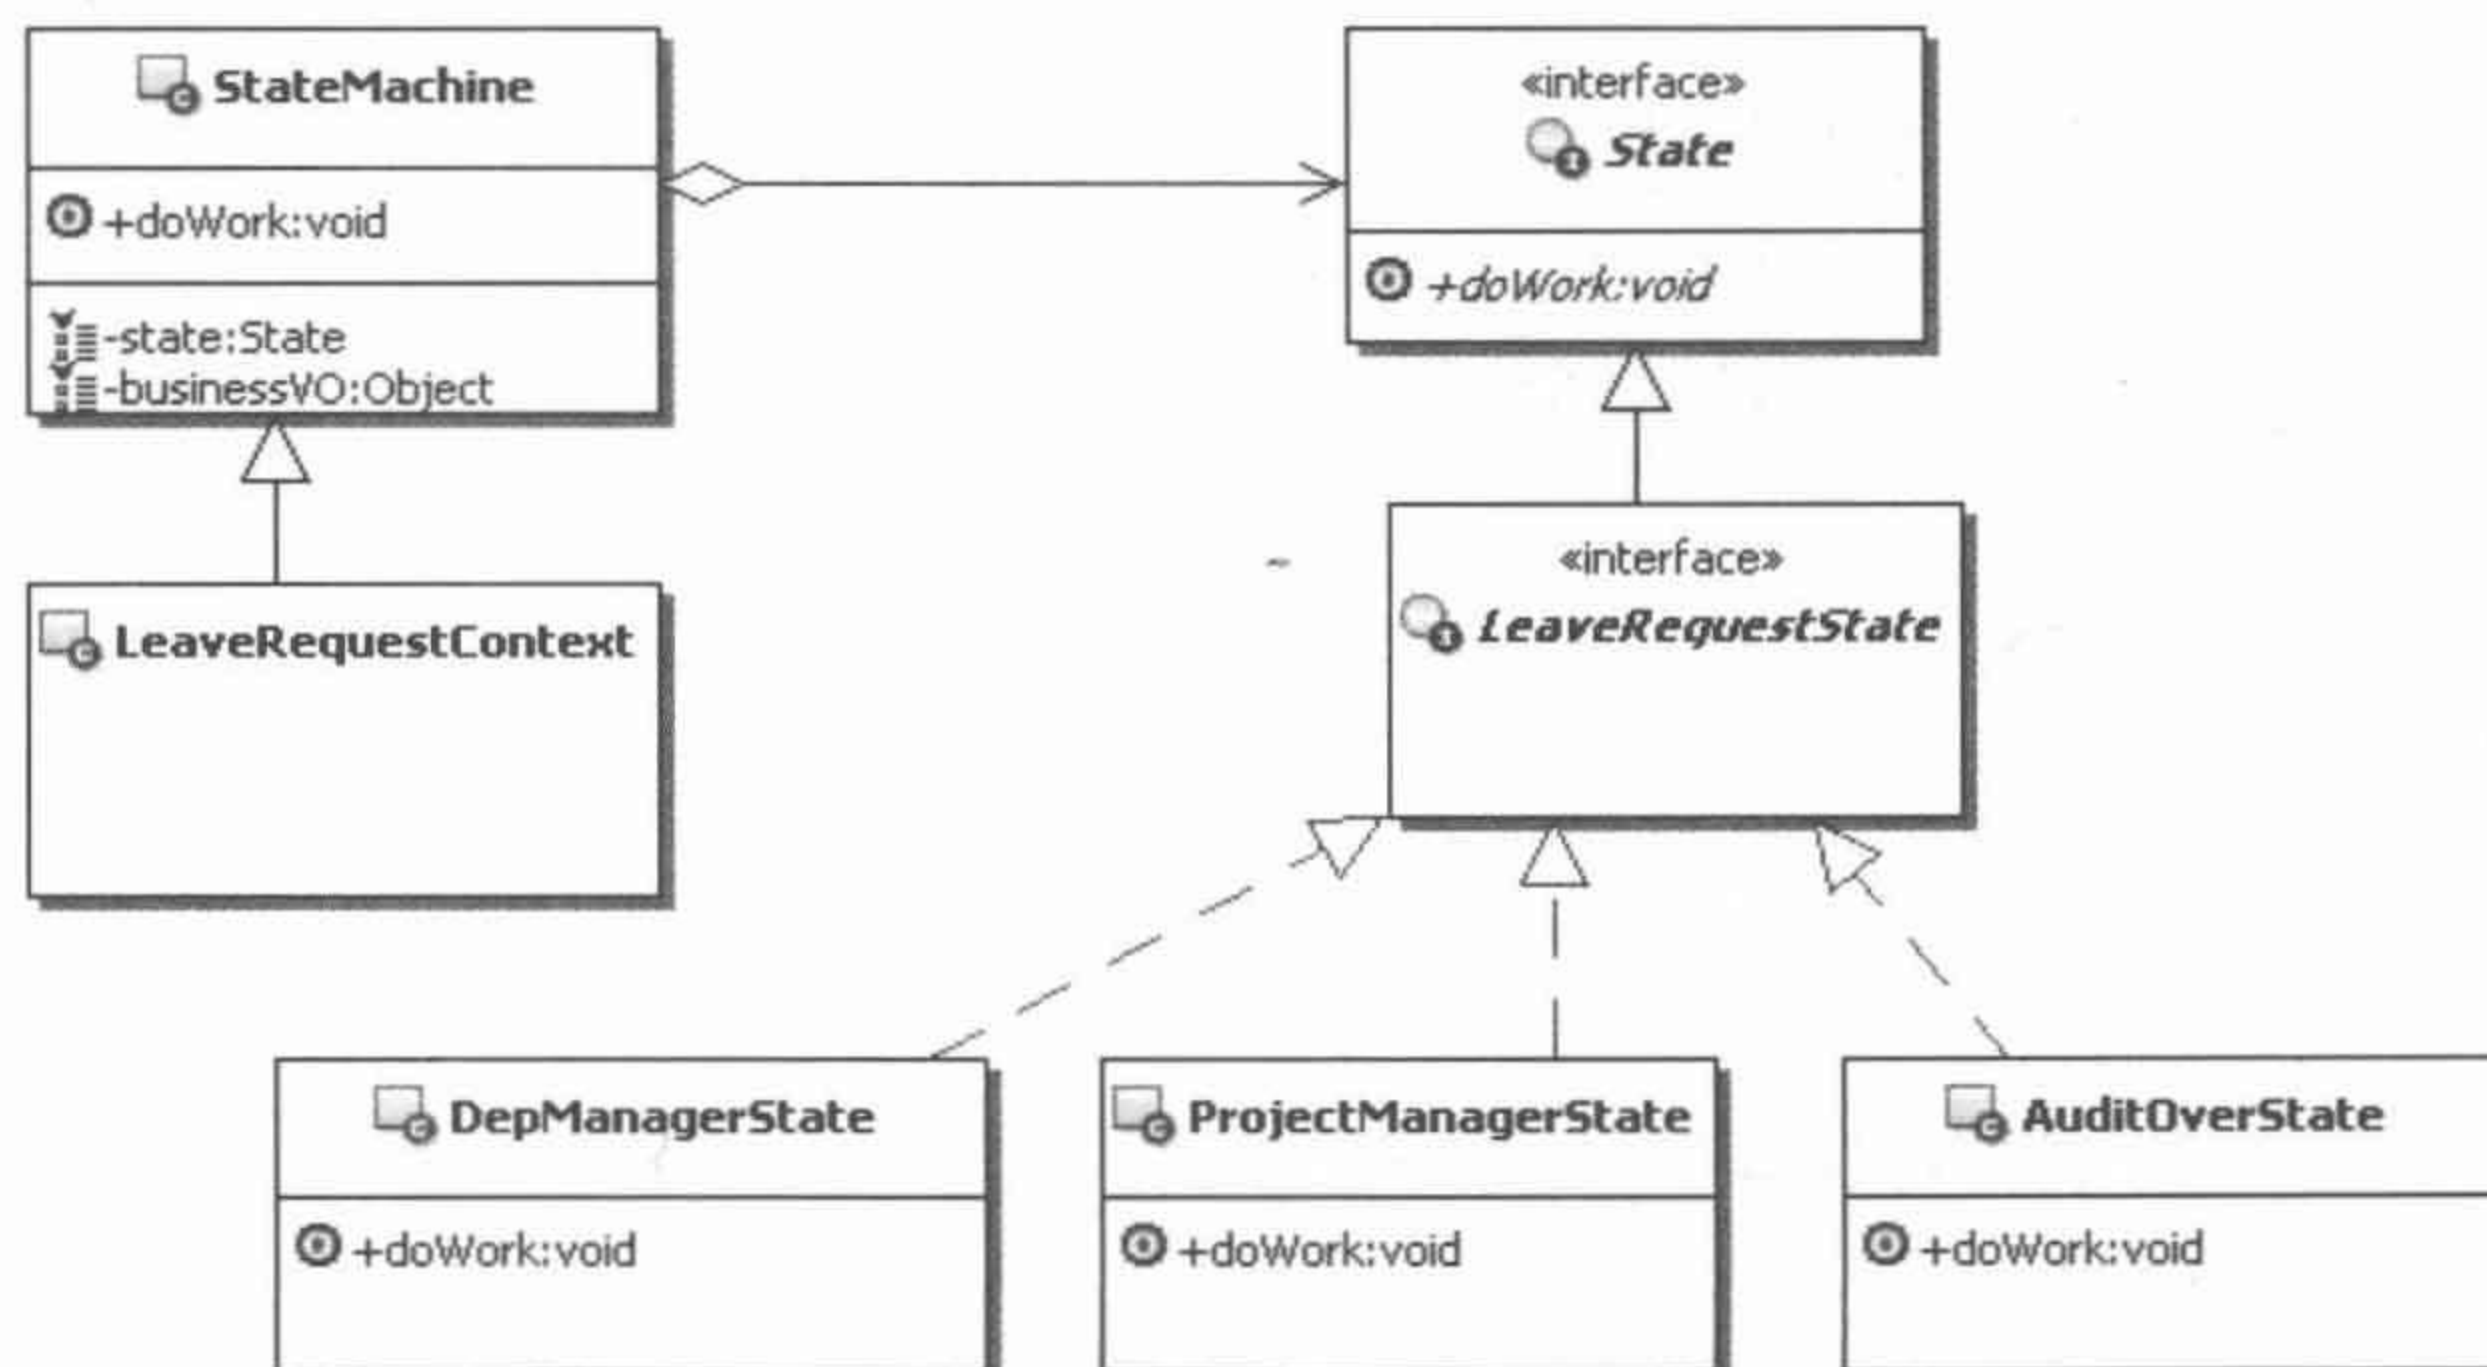 StateMachine
+doWork:void
-state:State
-businessVO:Object
«interface»
State
+doWork:void
LeaveRequestContext
«interface»
LeaveRequestState
DepManagerState
+doWork:void
ProjectManagerState
+doWork:void
AuditOverState
+doWork:void